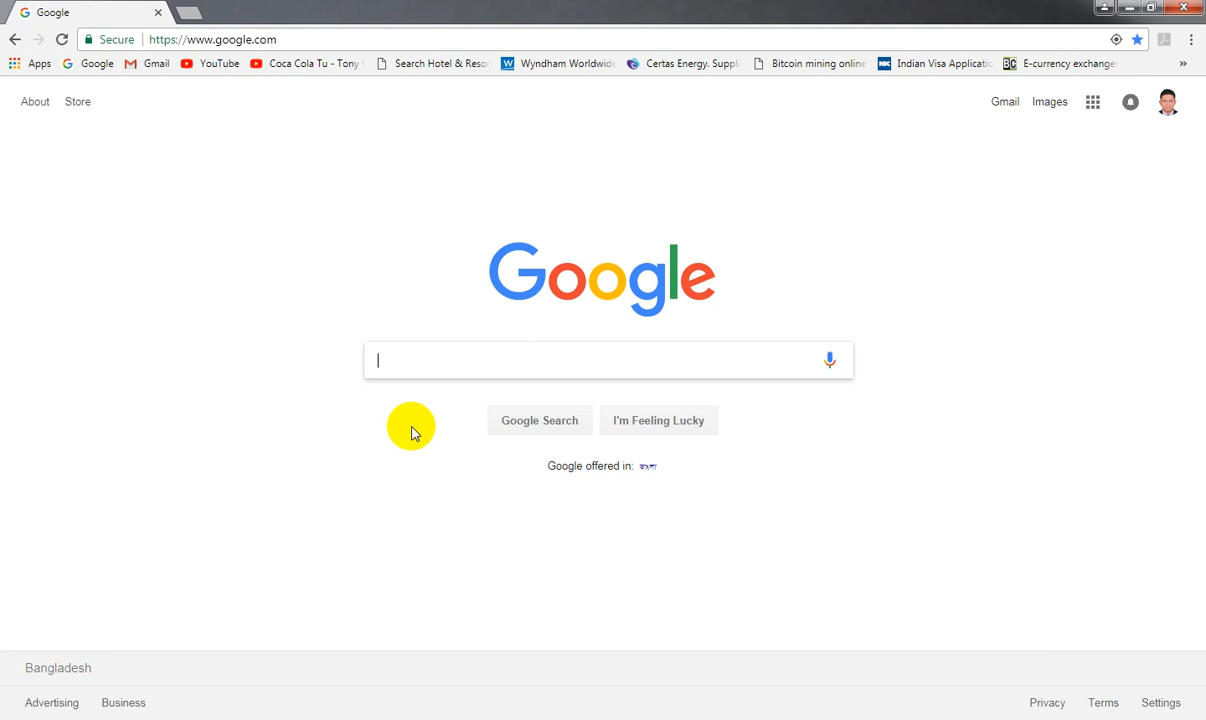 Google
Secure https://www.google.com
Apps Google Gmail YouTube Coca Cola Tu - Tony Search Hotel & Reso Wyndham Worldwide Certas Energy. Suppli Bitcoin mining online Indian Visa Applicatio E-currency exchange »
About Store Gmail Images
Google
Google Search I'm Feeling Lucky
Google offered in: বাংলা
Bangladesh
Advertising Business Privacy Terms Settings